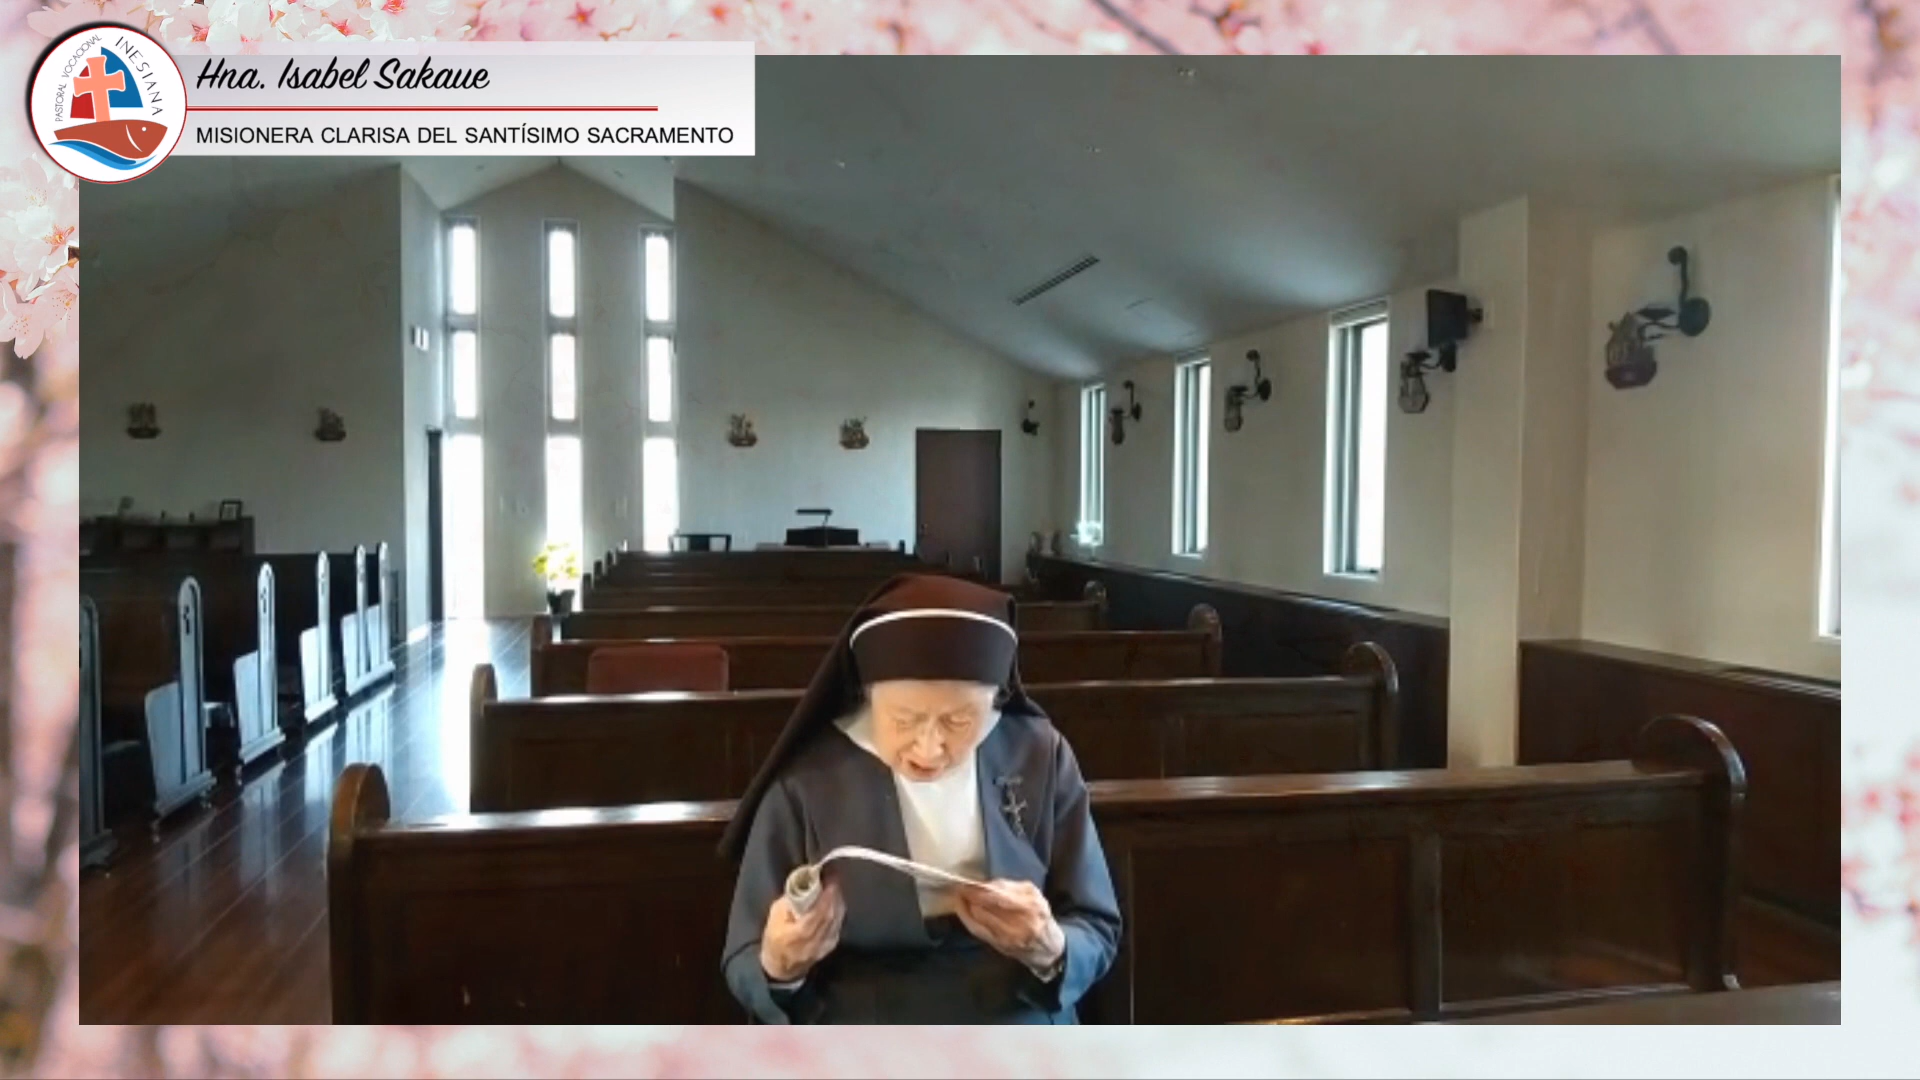 PASTORAL VOCACIONAL
INESIANA
Hna. Isabel Sakaue
MISIONERA CLARISA DEL SANTÍSIMO SACRAMENTO